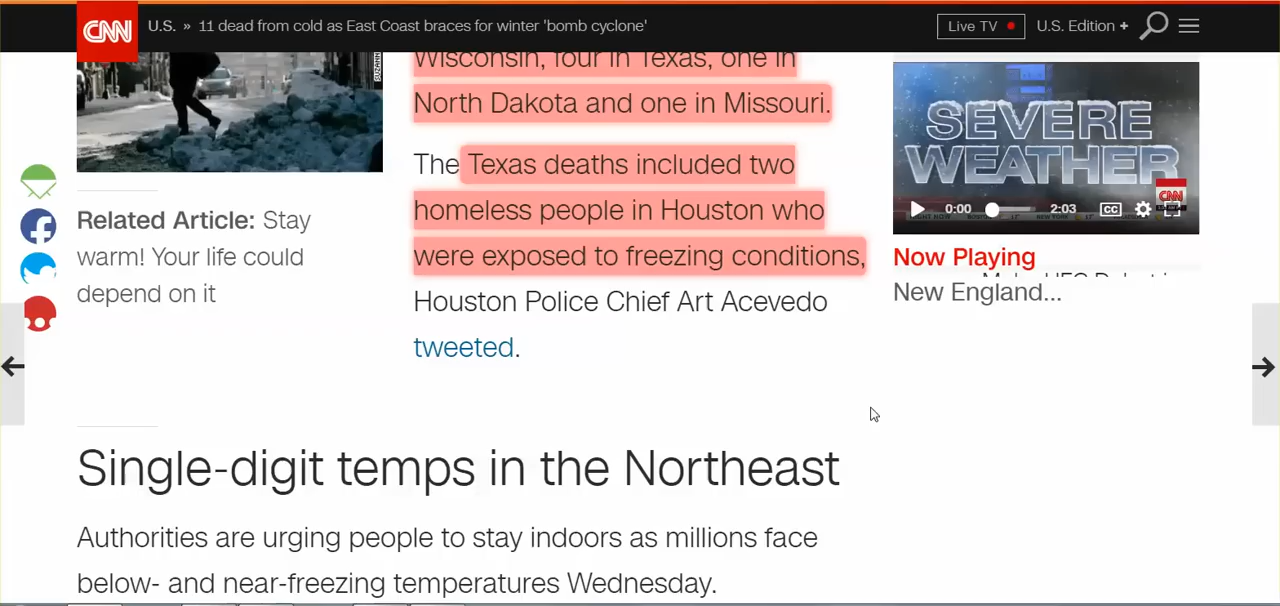 CNN
U.S. » 11 dead from cold as East Coast braces for winter 'bomb cyclone'
Live TV
U.S. Edition +
Wisconsin, four in Texas, one in
North Dakota and one in Missouri.
The Texas deaths included two
homeless people in Houston who
were exposed to freezing conditions,
Houston Police Chief Art Acevedo
tweeted.
Related Article: Stay
warm! Your life could
depend on it
SEVERE
WEATHER
CNN
0:00
2:03
CC
Now Playing
New England...
Single-digit temps in the Northeast
Authorities are urging people to stay indoors as millions face
below- and near-freezing temperatures Wednesday.